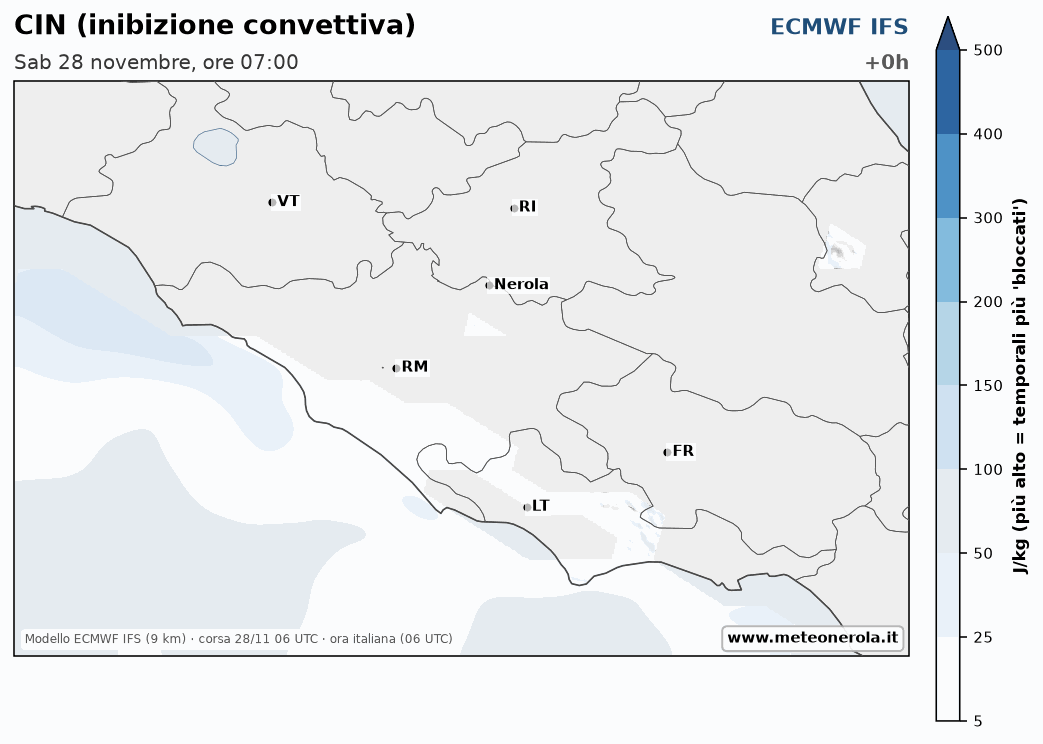 CIN (inibizione convettiva)
ECMWF IFS
Sab 28 novembre, ore 07:00
+0h
VT
RI
Nerola
RM
FR
LT
Modello ECMWF IFS (9 km) · corsa 28/11 06 UTC · ora italiana (06 UTC)
www.meteonerola.it
500
400
300
200
150
100
50
25
5
J/kg (più alto = temporali più 'bloccati')